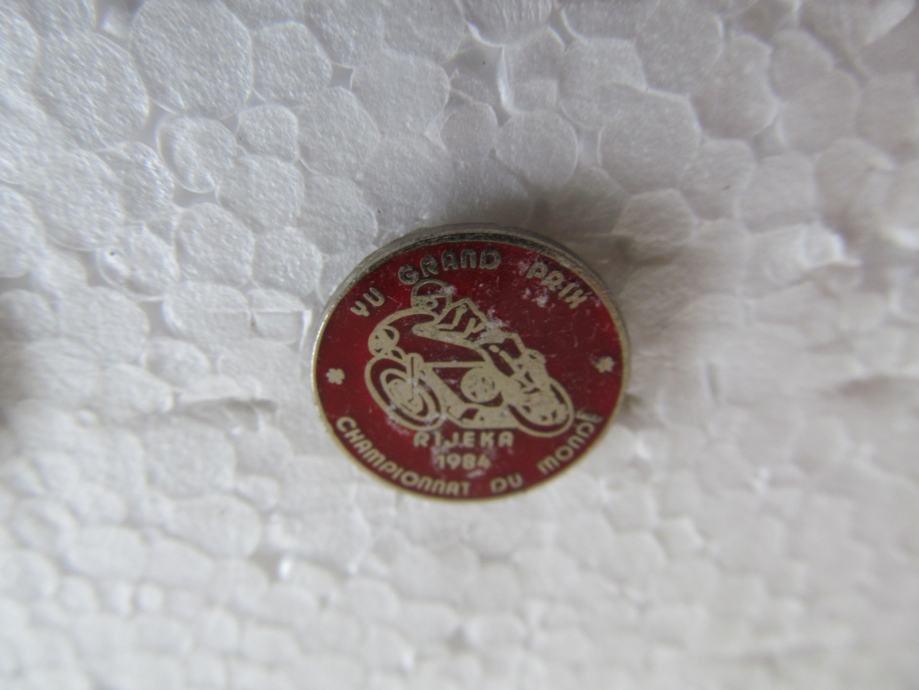 YU GRAND PRIX
RIJEKA
1984
CHAMPIONNAT DU MONDE